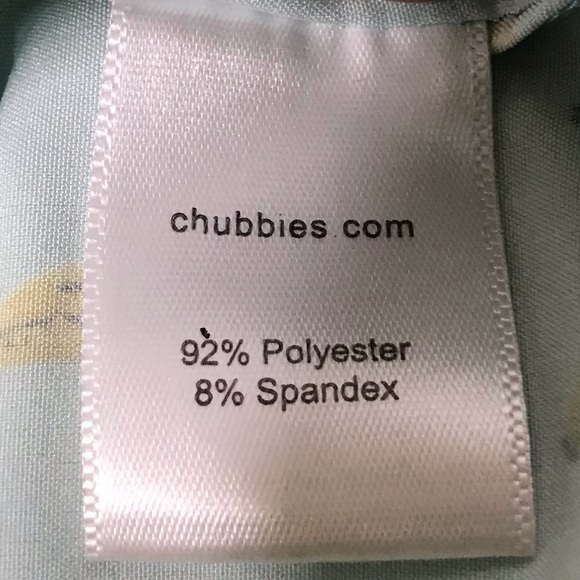 chubbies.com
92% Polyester
8% Spandex